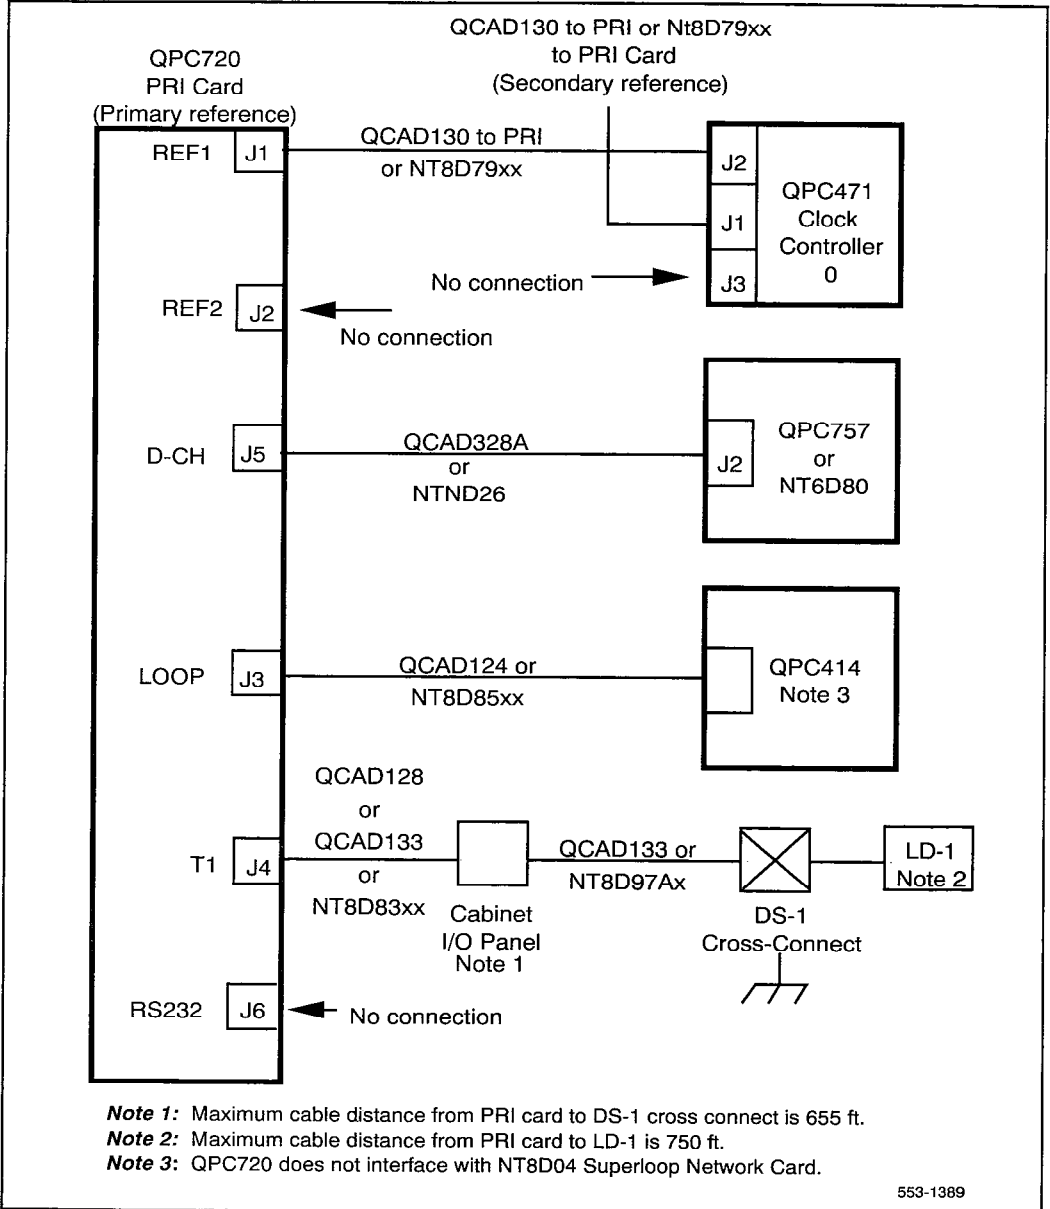 QCAD130 to PRI or Nt8D79xx
to PRI Card
(Secondary reference)
QPC720
PRI Card
(Primary reference)
REF1
J1
QCAD130 to PRI
or NT8D79xx
J2
J1
J3
QPC471
Clock
Controller
0
No connection
REF2
J2
No connection
D-CH
J5
QCAD328A
or
NTND26
J2
QPC757
or
NT6D80
LOOP
J3
QCAD124 or
NT8D85xx
QPC414
Note 3
QCAD128
or
QCAD133
or
NT8D83xx
T1
J4
Cabinet
I/O Panel
Note 1
QCAD133 or
NT8D97Ax
DS-1
Cross-Connect
LD-1
Note 2
RS232
J6
No connection
Note 1: Maximum cable distance from PRI card to DS-1 cross connect is 655 ft.
Note 2: Maximum cable distance from PRI card to LD-1 is 750 ft.
Note 3: QPC720 does not interface with NT8D04 Superloop Network Card.
553-1389